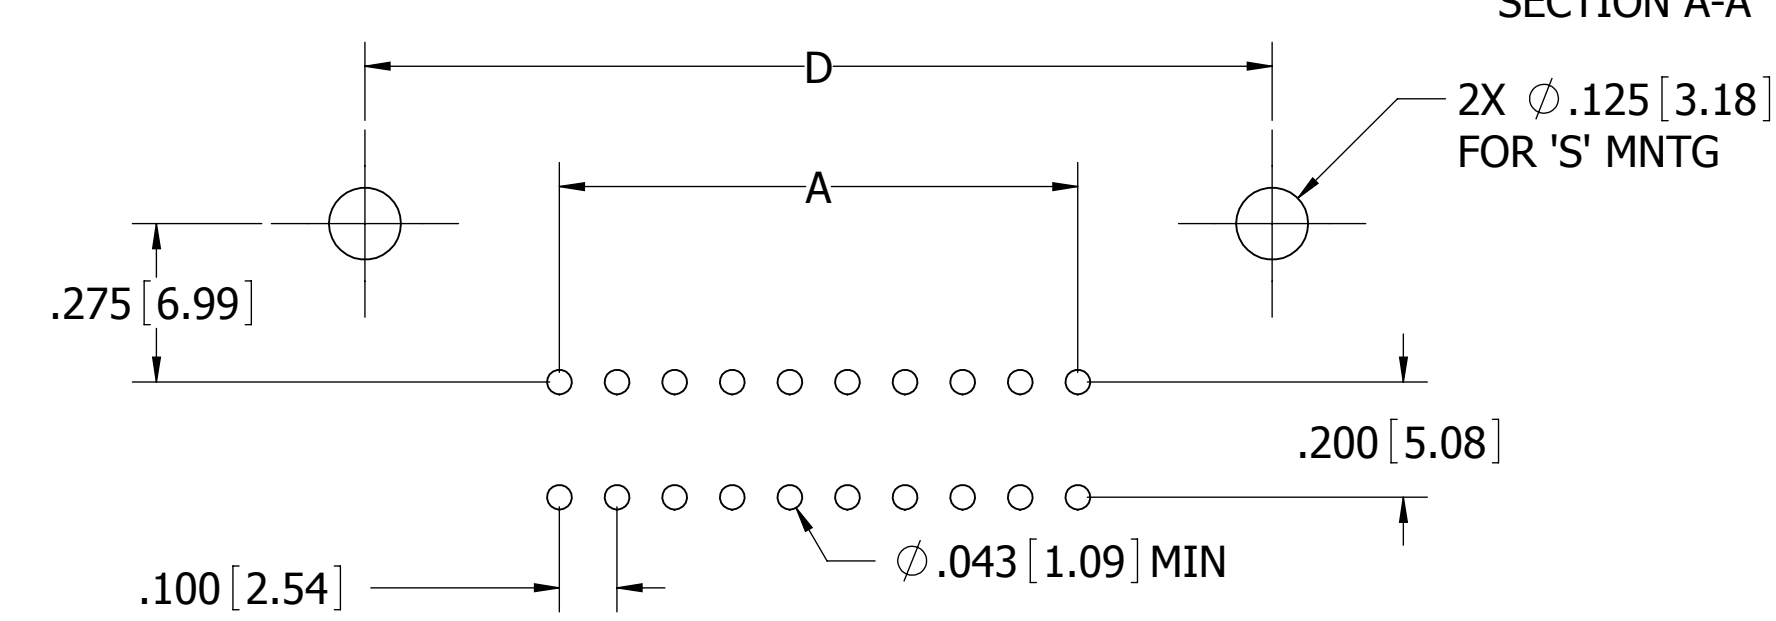 SECTION A-A
D
2X ∅.125[3.18]
FOR 'S' MNTG
A
.275[6.99]
.200[5.08]
∅.043[1.09]MIN
.100[2.54]